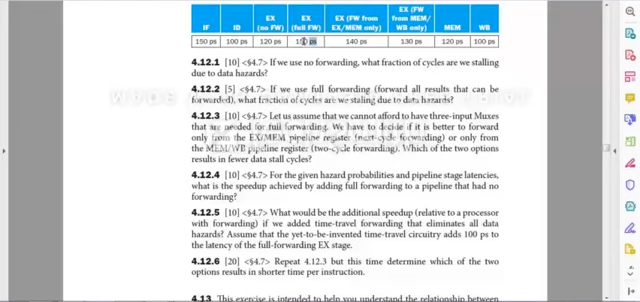 IF ID EX (no FW) EX (full FW) EX (FW from EX/MEM only) EX (FW from MEM/WB only) MEM WB
150 ps 100 ps 120 ps ps 140 ps 130 ps 120 ps 100 ps
4.12.1 [10] <§4.7> If we use no forwarding, what fraction of cycles are we stalling
due to data hazards?
4.12.2 [5] <§4.7> If we use full forwarding (forward all results that can be
forwarded), what fraction of cycles are we staling due to data hazards?
4.12.3 [10] <§4.7> Let us assume that we cannot afford to have three-input Muxes
that are needed for full forwarding. We have to decide if it is better to forward
only from the EX/MEM pipeline register (next-cycle forwarding) or only from
the MEM/WB pipeline register (two-cycle forwarding). Which of the two options
results in fewer data stall cycles?
4.12.4 [10] <§4.7> For the given hazard probabilities and pipeline stage latencies,
what is the speedup achieved by adding full forwarding to a pipeline that had no
forwarding?
4.12.5 [10] <§4.7> What would be the additional speedup (relative to a processor
with forwarding) if we added time-travel forwarding that eliminates all data
hazards? Assume that the yet-to-be-invented time-travel circuitry adds 100 ps to
the latency of the full-forwarding EX stage.
4.12.6 [20] <§4.7> Repeat 4.12.3 but this time determine which of the two
options results in shorter time per instruction.
4.13 This exercise is intended to help you understand the relationship between